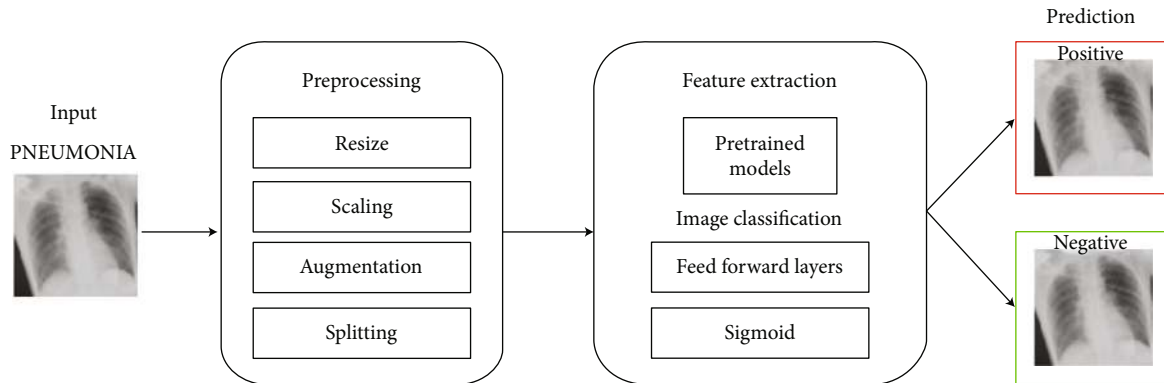 Input
PNEUMONIA
Preprocessing
Resize
Scaling
Augmentation
Splitting
Feature extraction
Pretrained
models
Image classification
Feed forward layers
Sigmoid
Prediction
Positive
Negative